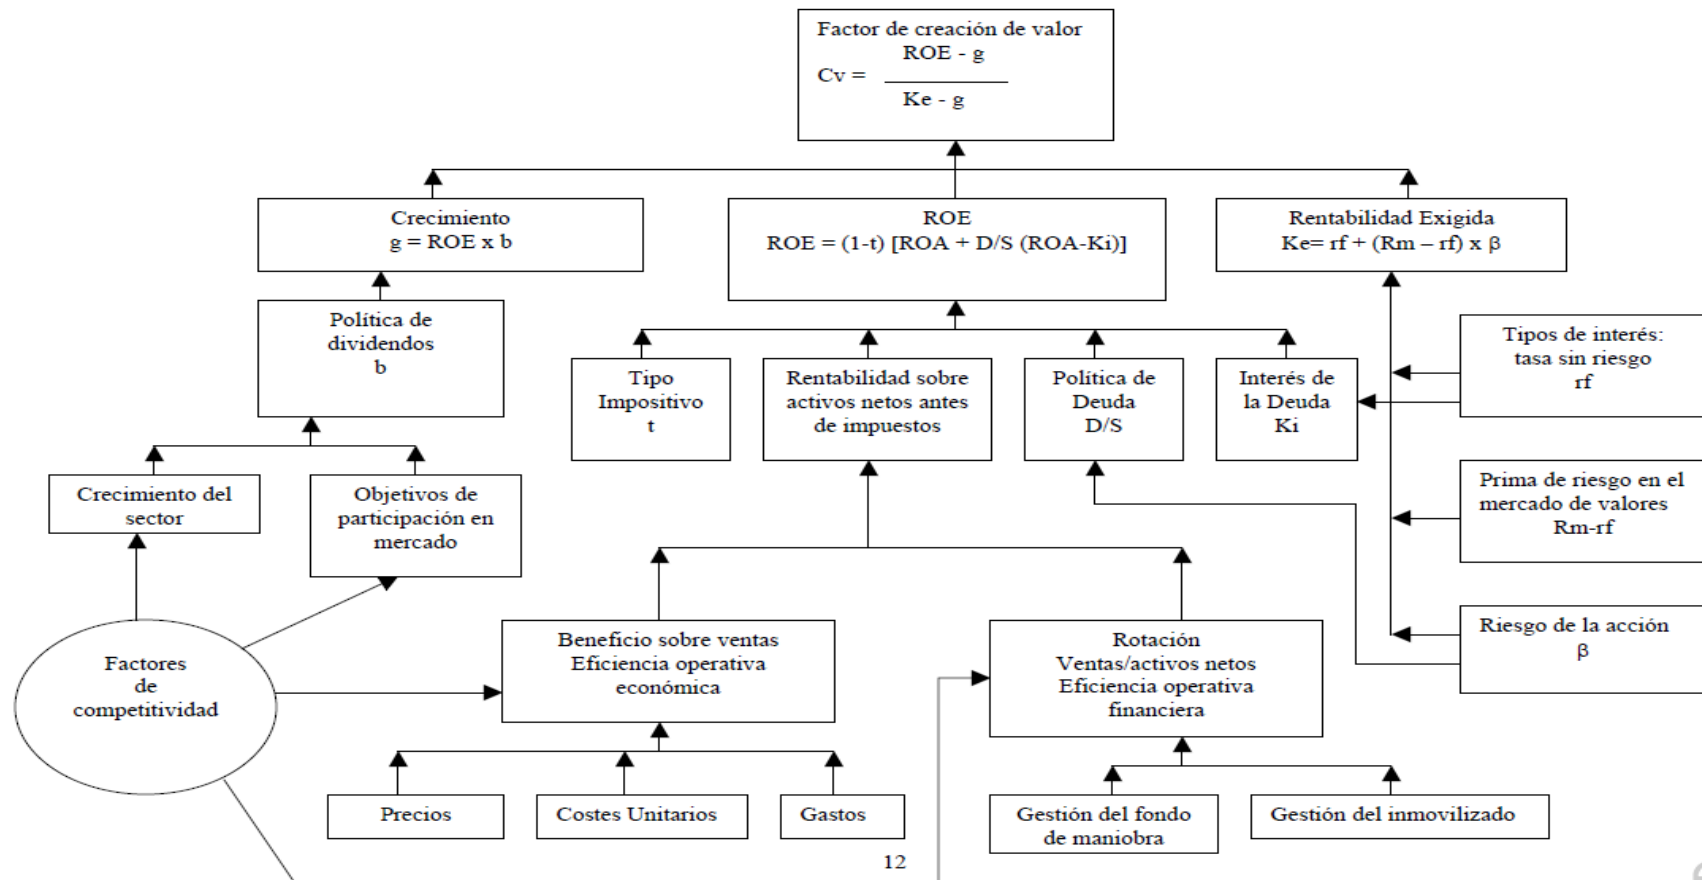 Factor de creación de valor
ROE - g
Cv =
Ke - g
Crecimiento
g = ROE x b
ROE
ROE = (1-t) [ROA + D/S (ROA-Ki)]
Rentabilidad Exigida
Ke= rf + (Rm – rf) x β
Política de
dividendos
b
Tipo
Impositivo
t
Rentabilidad sobre
activos netos antes
de impuestos
Política de
Deuda
D/S
Interés de
la Deuda
Ki
Tipos de interés:
tasa sin riesgo
rf
Crecimiento del
sector
Objetivos de
participación en
mercado
Prima de riesgo en el
mercado de valores
Rm-rf
Factores
de
competitividad
Beneficio sobre ventas
Eficiencia operativa
económica
Rotación
Ventas/activos netos
Eficiencia operativa
financiera
Riesgo de la acción
β
Precios
Costes Unitarios
Gastos
Gestión del fondo
de maniobra
Gestión del inmovilizado
12